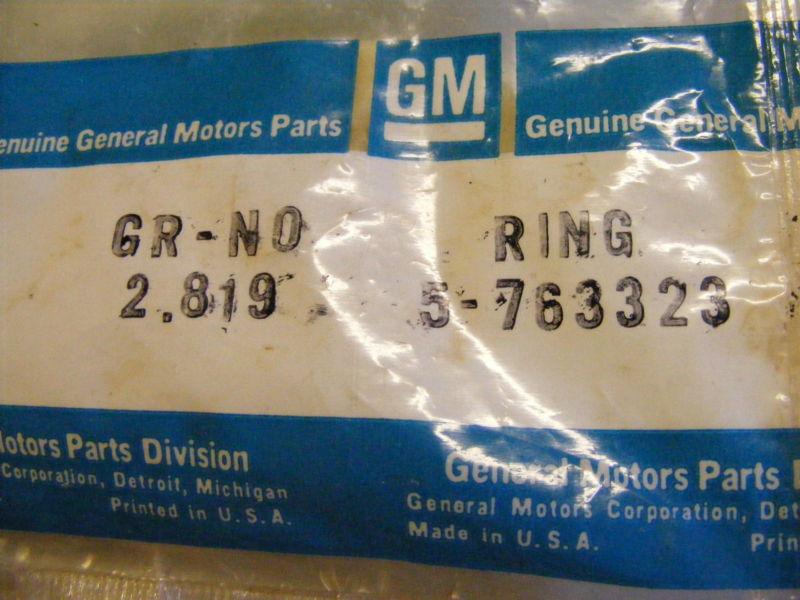 GM
enuine General Motors Parts
Genuine General M
GR-NO RING
2.819 5-763323
Motors Parts Division
Corporation, Detroit, Michigan
Printed in U.S.A.
General Motors Parts
General Motors Corporation, Det
Made in U.S.A. Prin